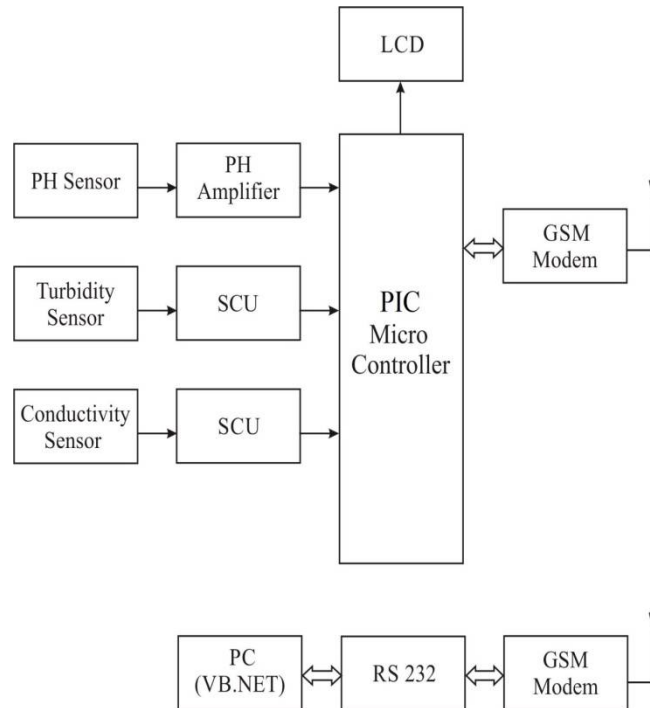 LCD
PH Sensor
PH
Amplifier
GSM
Modem
Turbidity
Sensor
SCU
PIC
Micro
Controller
Conductivity
Sensor
SCU
PC
(VB.NET)
RS 232
GSM
Modem